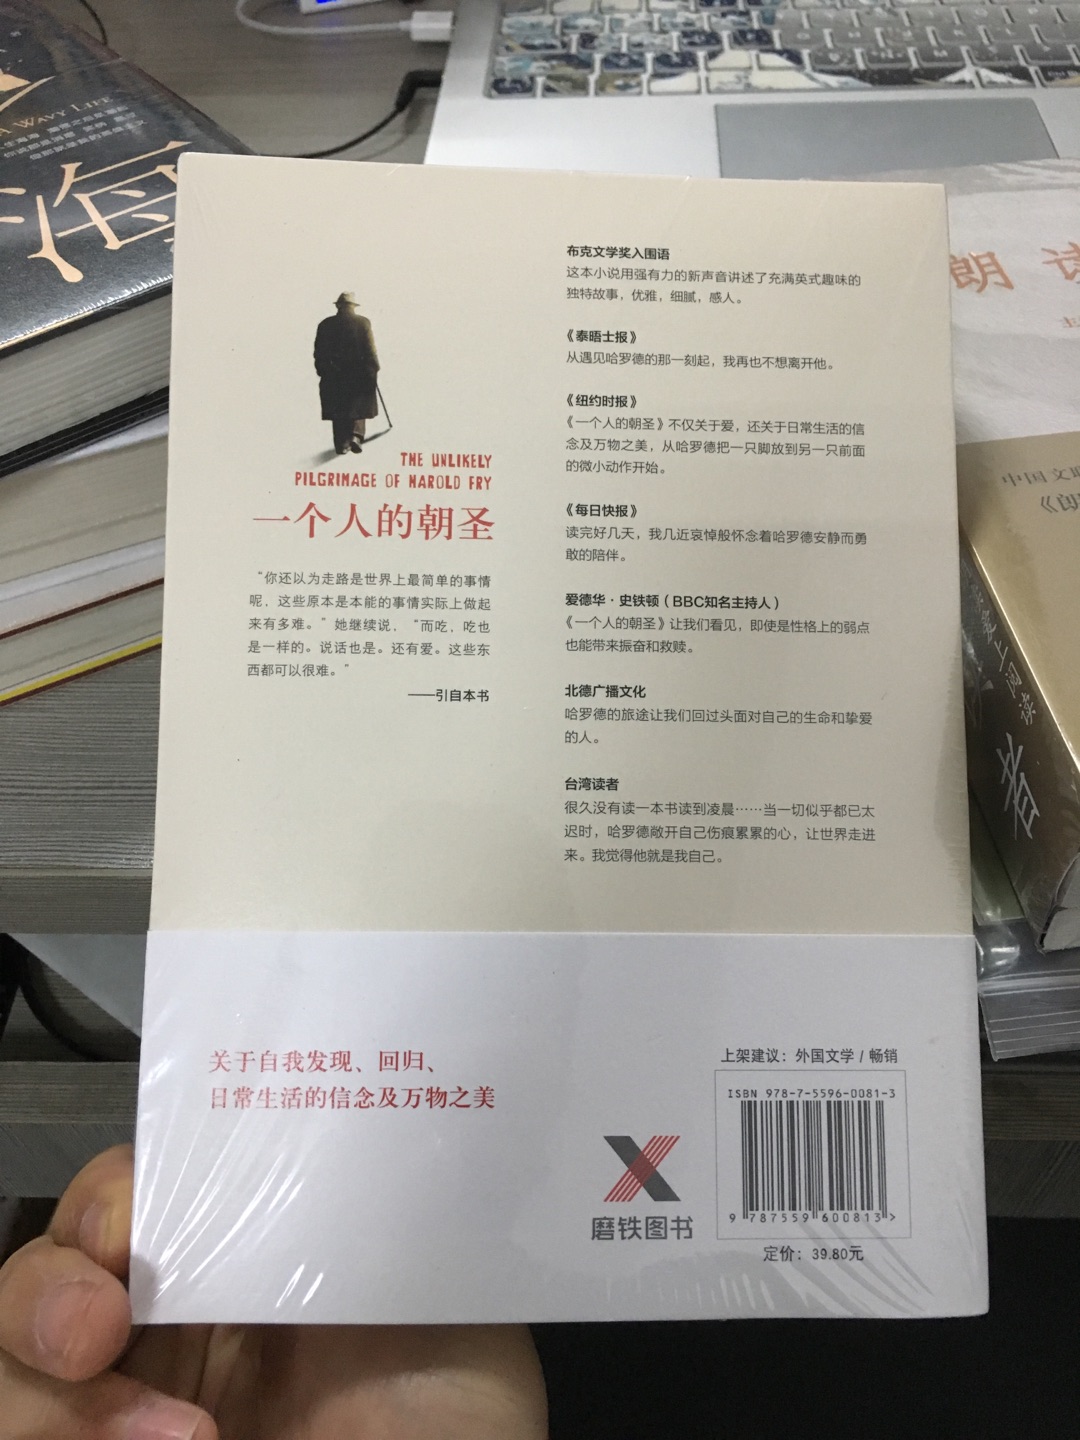 A WAVY LIFE
海
THE UNLIKELY
PILGRIMAGE OF HAROLD FRY
一个人的朝圣
“你还以为走路是世界上最简单的事情
呢，这些原本是本能的事情实际上做起
来有多难。”她继续说，“而吃，吃也
是一样的。说话也是。还有爱。这些东
西都可以很难。”
——引自本书
布克文学奖入围语
这本小说用强有力的新声音讲述了充满英式趣味的
独特故事，优雅，细腻，感人。
《泰晤士报》
从遇见哈罗德的那一刻起，我再也不想离开他。
《纽约时报》
《一个人的朝圣》不仅关于爱，还关于日常生活的信
念及万物之美，从哈罗德把一只脚放到另一只前面
的微小动作开始。
《每日快报》
读完好几天，我几近哀悼般怀念着哈罗德安静而勇
敢的陪伴。
爱德华·史铁顿（BBC知名主持人）
《一个人的朝圣》让我们看见，即使是性格上的弱点
也能带来振奋和救赎。
北德广播文化
哈罗德的旅途让我们回过头面对自己的生命和挚爱
的人。
台湾读者
很久没有读一本书读到凌晨……当一切似乎都已太
迟时，哈罗德敞开自己伤痕累累的心，让世界走进
来。我觉得他就是我自己。
关于自我发现、回归、
日常生活的信念及万物之美
上架建议：外国文学 / 畅销
ISBN 978-7-5596-0081-3
9 787559 600813 >
定价：39.80元
磨铁图书
朗 读
中国文联
《朗
爱上阅读
者